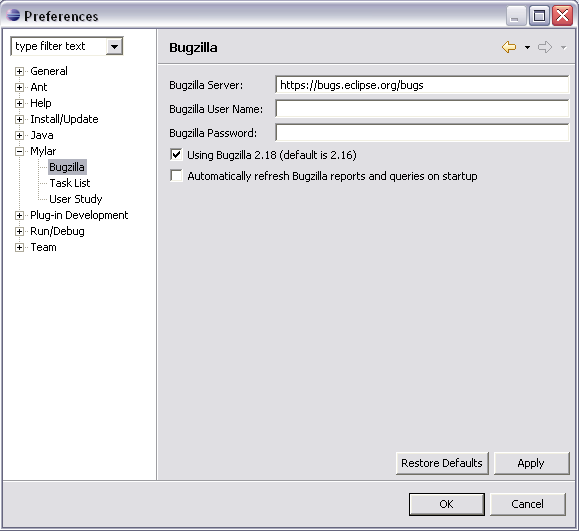 Preferences
type filter text
General
Ant
Help
Install/Update
Java
Mylar
Bugzilla
Task List
User Study
Plug-in Development
Run/Debug
Team
Bugzilla
Bugzilla Server: https://bugs.eclipse.org/bugs
Bugzilla User Name:
Bugzilla Password:
Using Bugzilla 2.18 (default is 2.16)
Automatically refresh Bugzilla reports and queries on startup
Restore Defaults Apply
OK Cancel